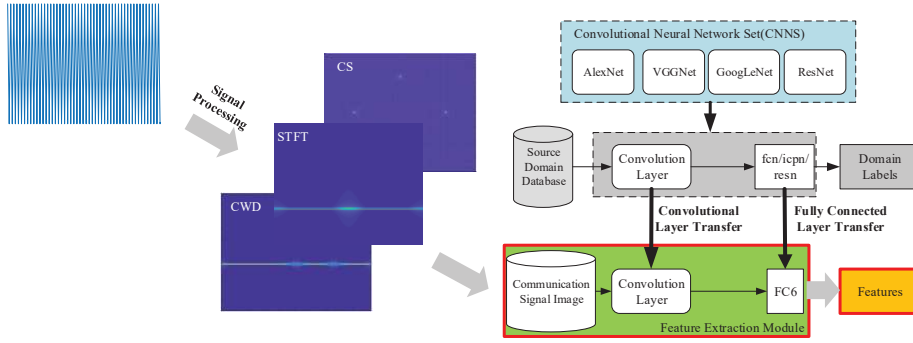 Signal
Processing
CS
STFT
CWD
Convolutional Neural Network Set(CNNS)
AlexNet
VGGNet
GoogLeNet
ResNet
Source
Domain
Database
Convolution
Layer
fcn/icpn/
resn
Domain
Labels
Convolutional
Layer Transfer
Fully Connected
Layer Transfer
Communication
Signal Image
Convolution
Layer
FC6
Features
Feature Extraction Module